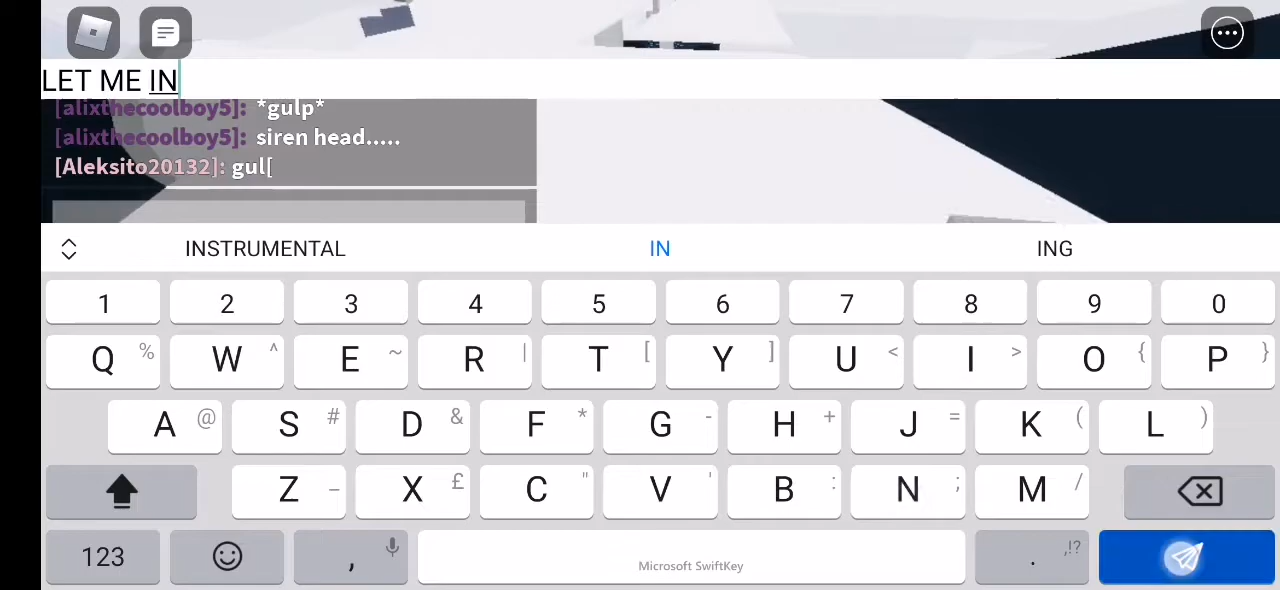 LET ME IN
[alixthecoolboy5]: *gulp*
[alixthecoolboy5]: siren head.....
[Aleksito20132]: gul[
INSTRUMENTAL IN ING
1 2 3 4 5 6 7 8 9 0
Q % W ^ E ~ R | T [ Y ] U < I > O { P }
A @ S # D & F * G - H + J = K ( L )
Z _ X £ C " V ' B : N ; M /
123 , Microsoft SwiftKey . ,!?